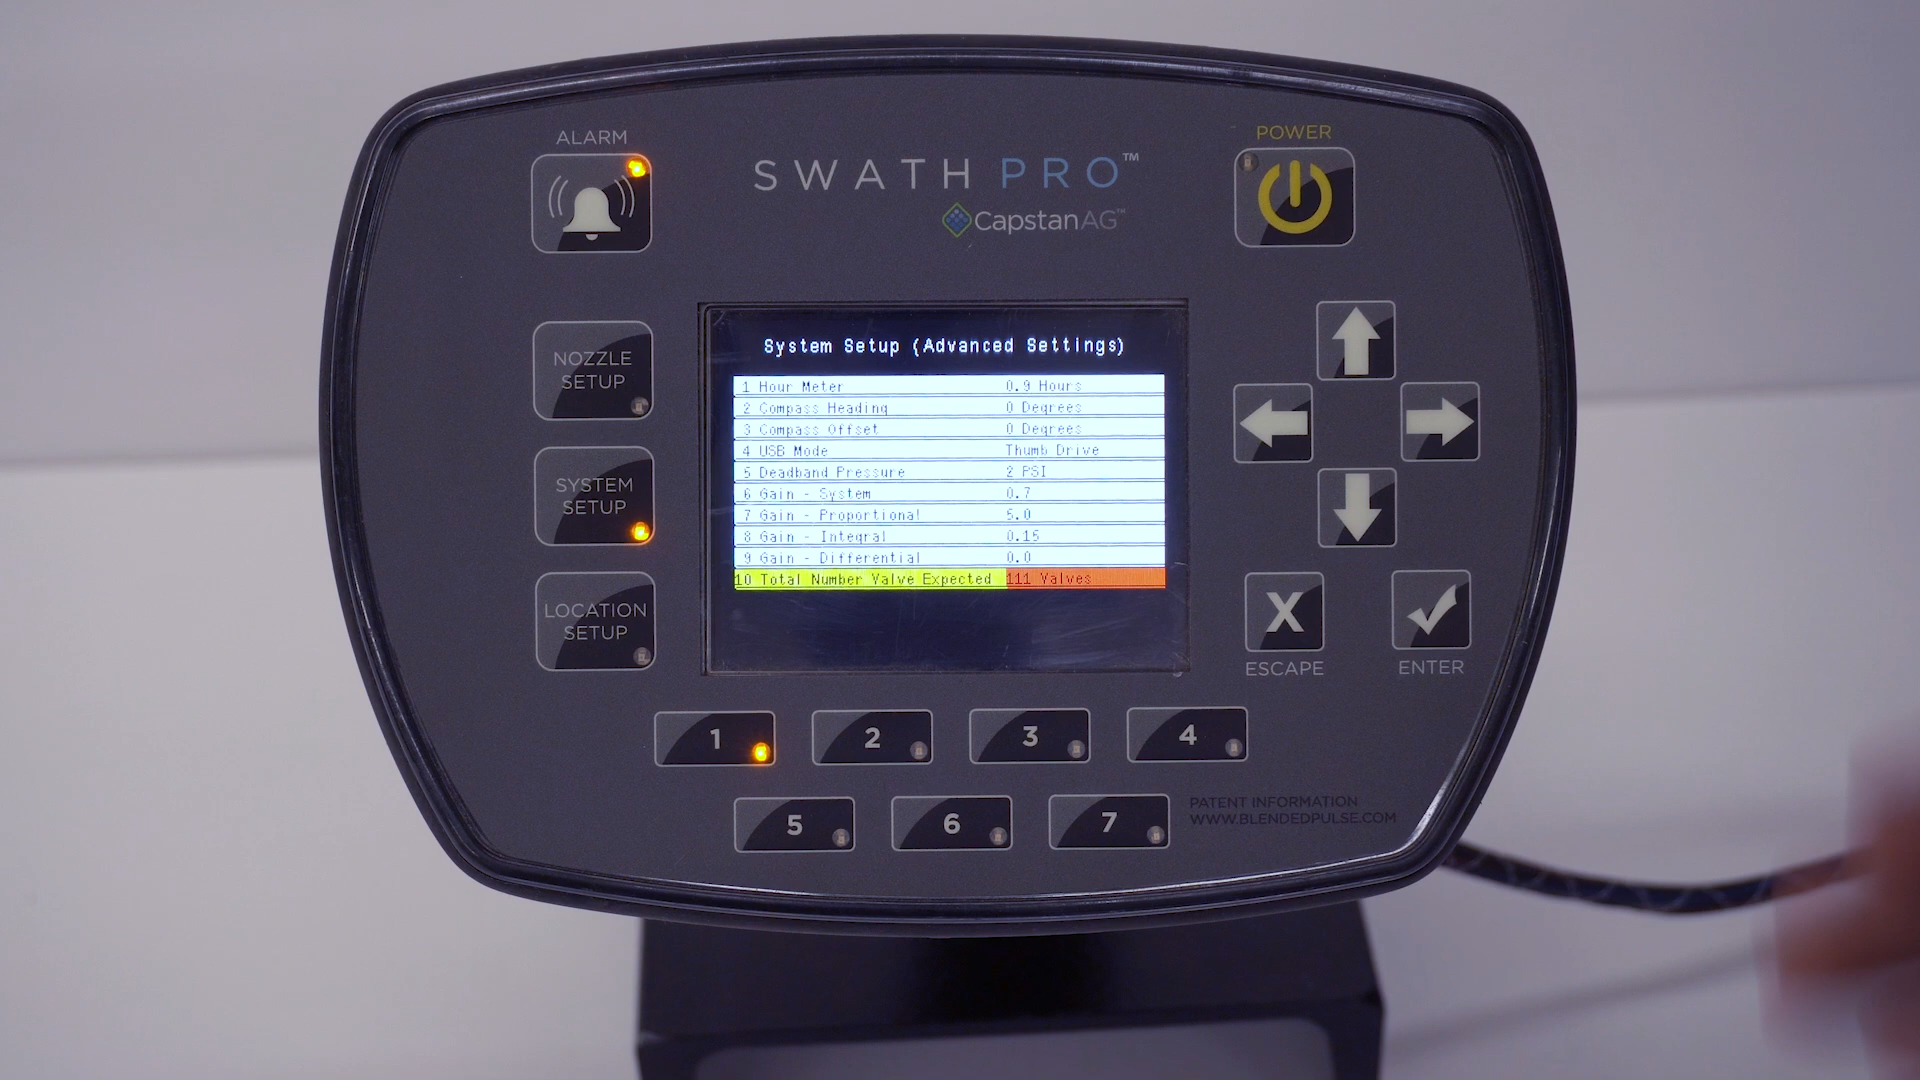 ALARM
POWER
SWATH PRO™
CapstanAG™
NOZZLE
SETUP
SYSTEM
SETUP
LOCATION
SETUP
System Setup (Advanced Settings)
1 Hour Meter 0.9 Hours
2 Compass Heading 0 Degrees
3 Compass Offset 0 Degrees
4 USB Mode Thumb Drive
5 Deadband Pressure 2 PSI
6 Gain - System 0.7
7 Gain - Proportional 5.0
8 Gain - Integral 0.15
9 Gain - Differential 0.0
10 Total Number Valve Expected 111 Valves
X
ESCAPE
ENTER
1
2
3
4
5
6
7
PATENT INFORMATION
WWW.BLENDEDPULSE.COM